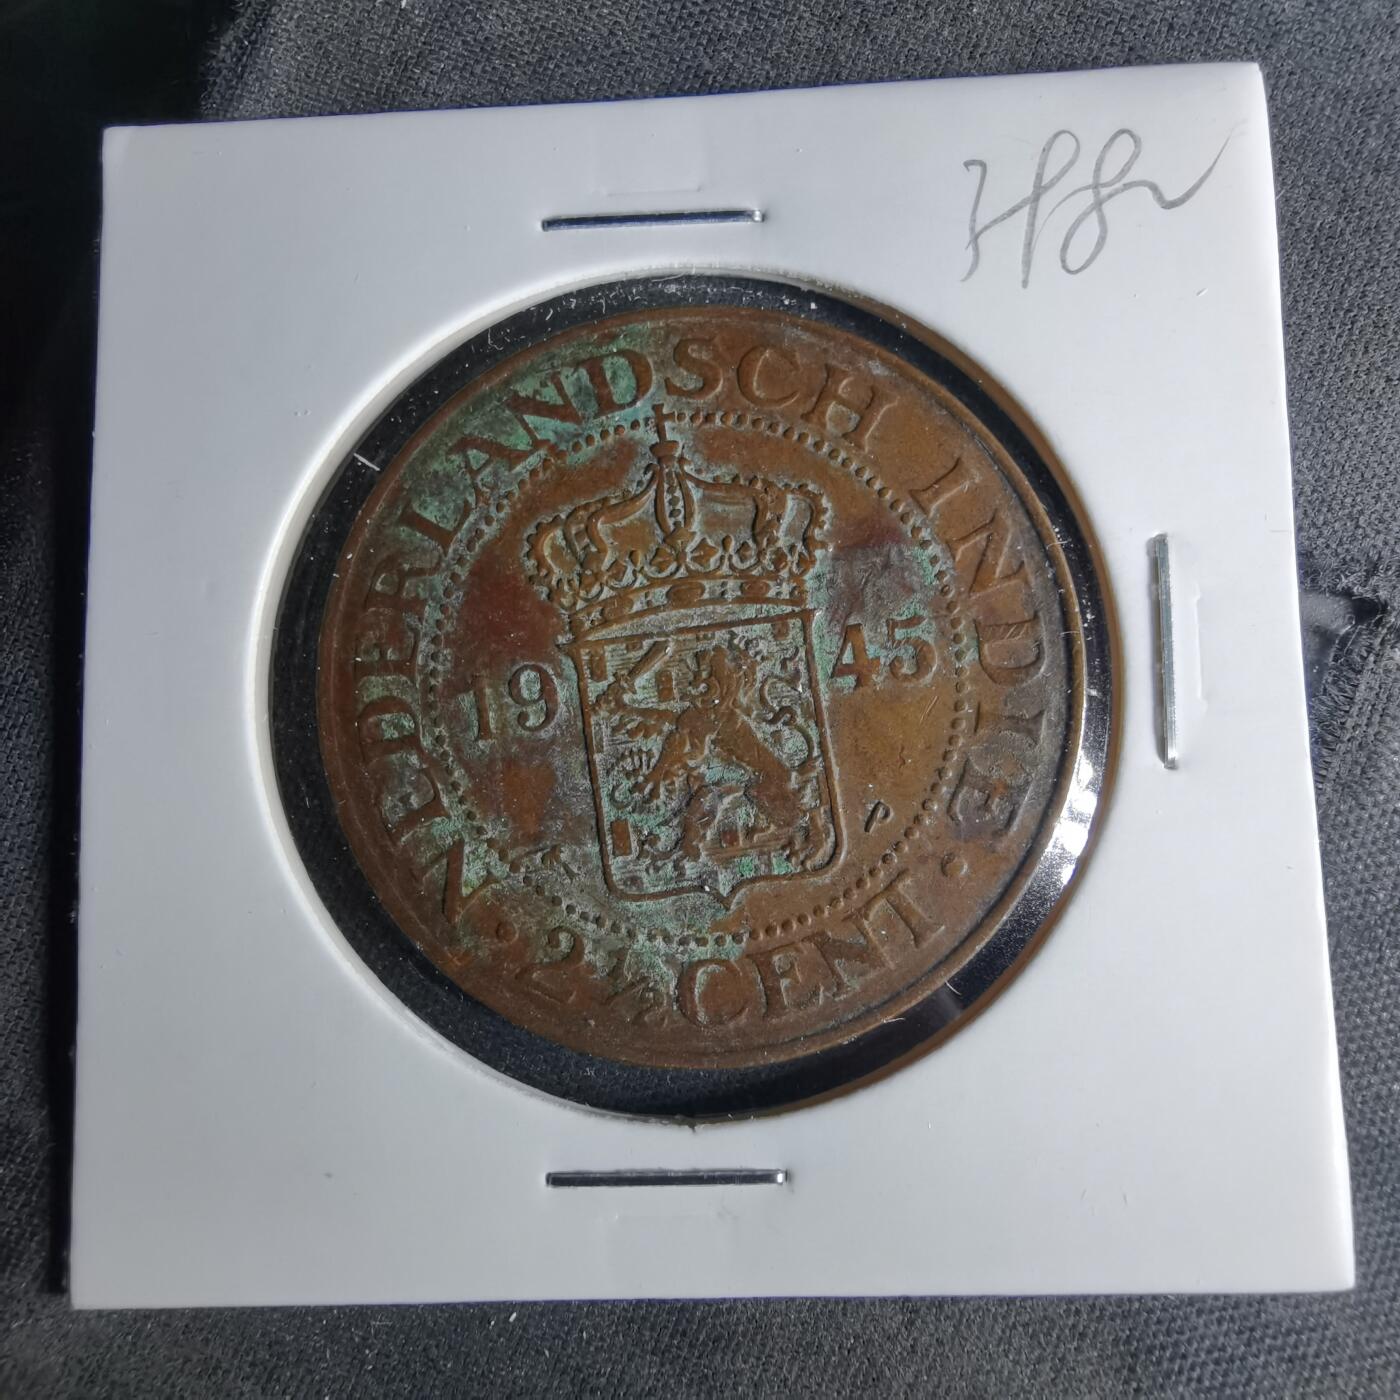 NEDERLANDSCH INDIE
19 45
P
· 2½ CENT ·